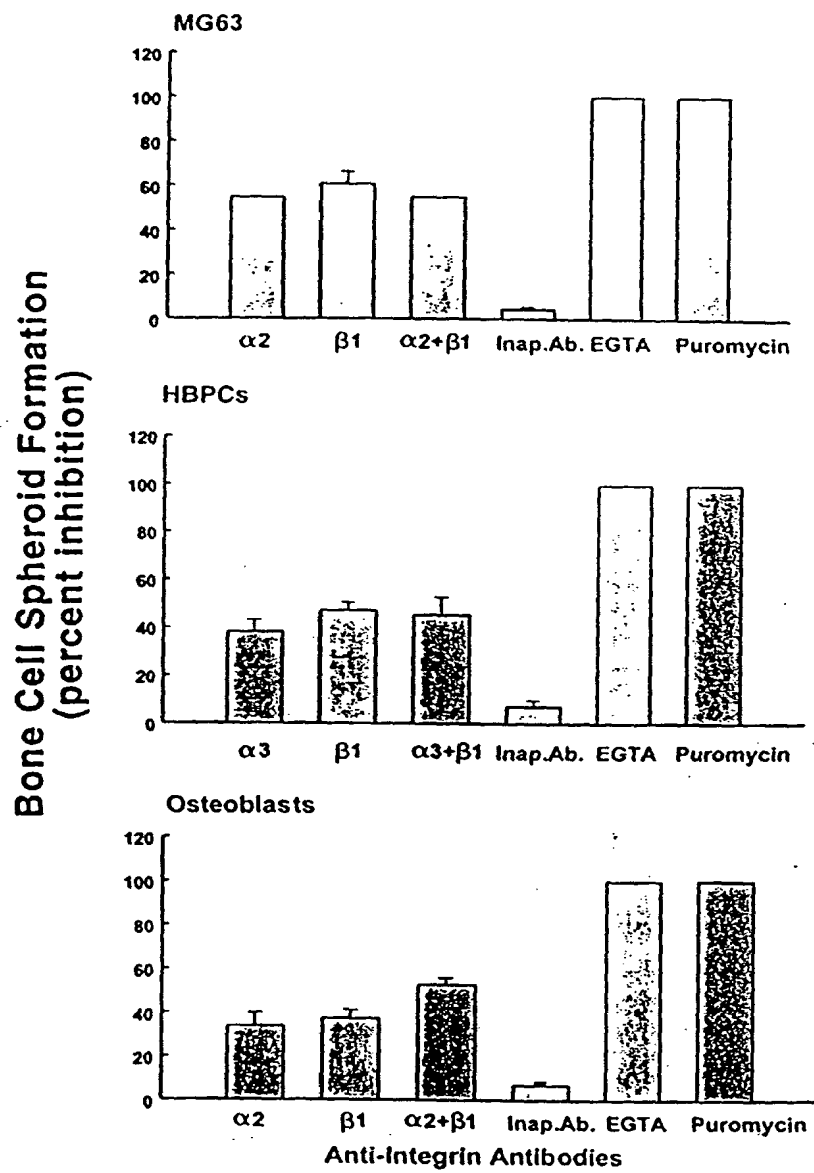 Bone Cell Spheroid Formation
(percent inhibition)
MG63
120
100
80
60
40
20
0
α2 β1 α2+β1 Inap.Ab. EGTA Puromycin
HBPCs
120
100
80
60
40
20
0
α3 β1 α3+β1 Inap.Ab. EGTA Puromycin
Osteoblasts
120
100
80
60
40
20
0
α2 β1 α2+β1 Inap.Ab. EGTA Puromycin
Anti-Integrin Antibodies